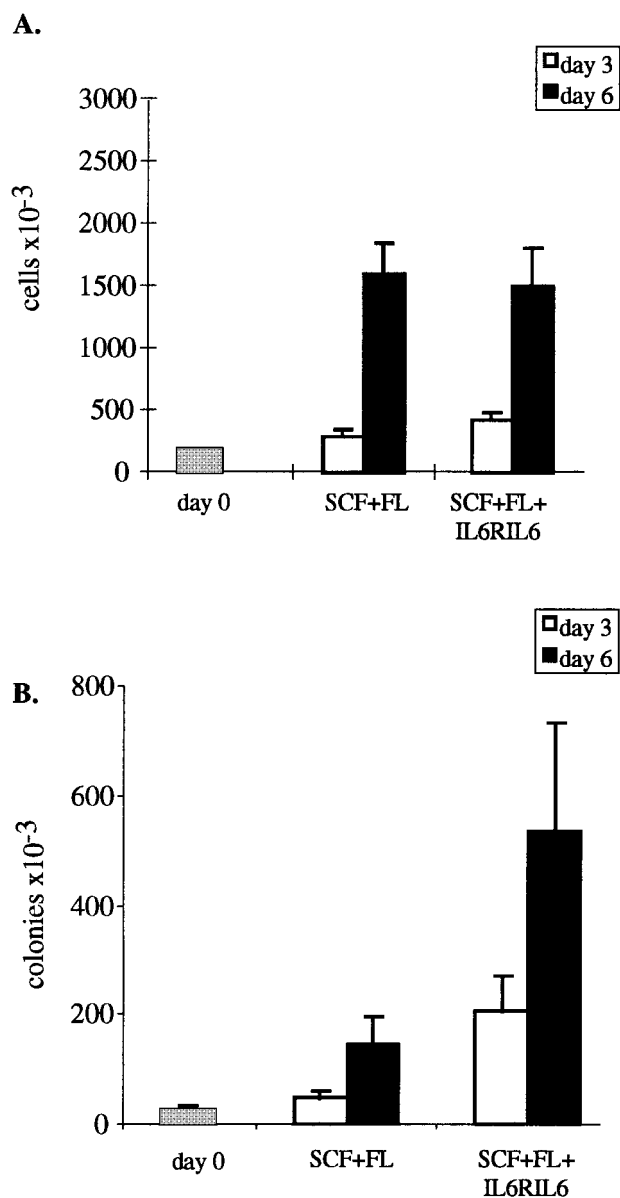 A.
day 3
day 6
3000
2500
2000
1500
1000
500
0
cells x10-3
day 0
SCF+FL
SCF+FL+
IL6RIL6
day 3
day 6
B.
800
600
400
200
0
colonies x10-3
day 0
SCF+FL
SCF+FL+
IL6RIL6